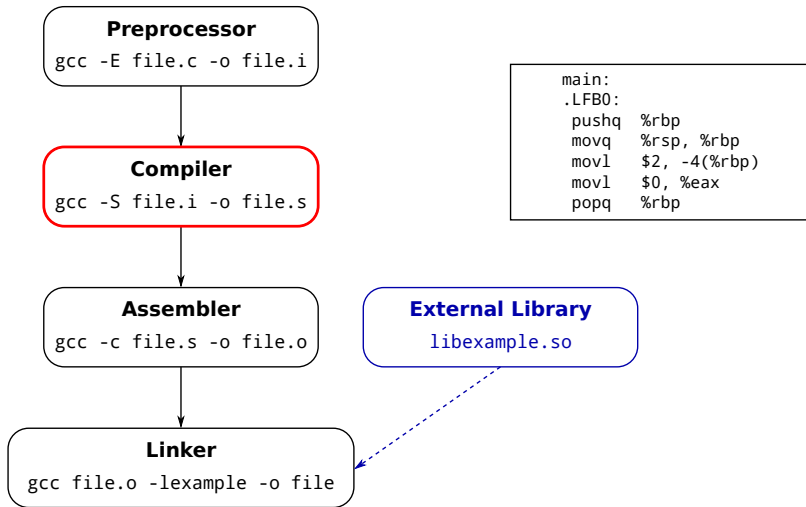 Preprocessor
gcc -E file.c -o file.i
Compiler
gcc -S file.i -o file.s
Assembler
gcc -c file.s -o file.o
External Library
libexample.so
Linker
gcc file.o -lexample -o file
main:
.LFB0:
pushq %rbp
movq %rsp, %rbp
movl $2, -4(%rbp)
movl $0, %eax
popq %rbp